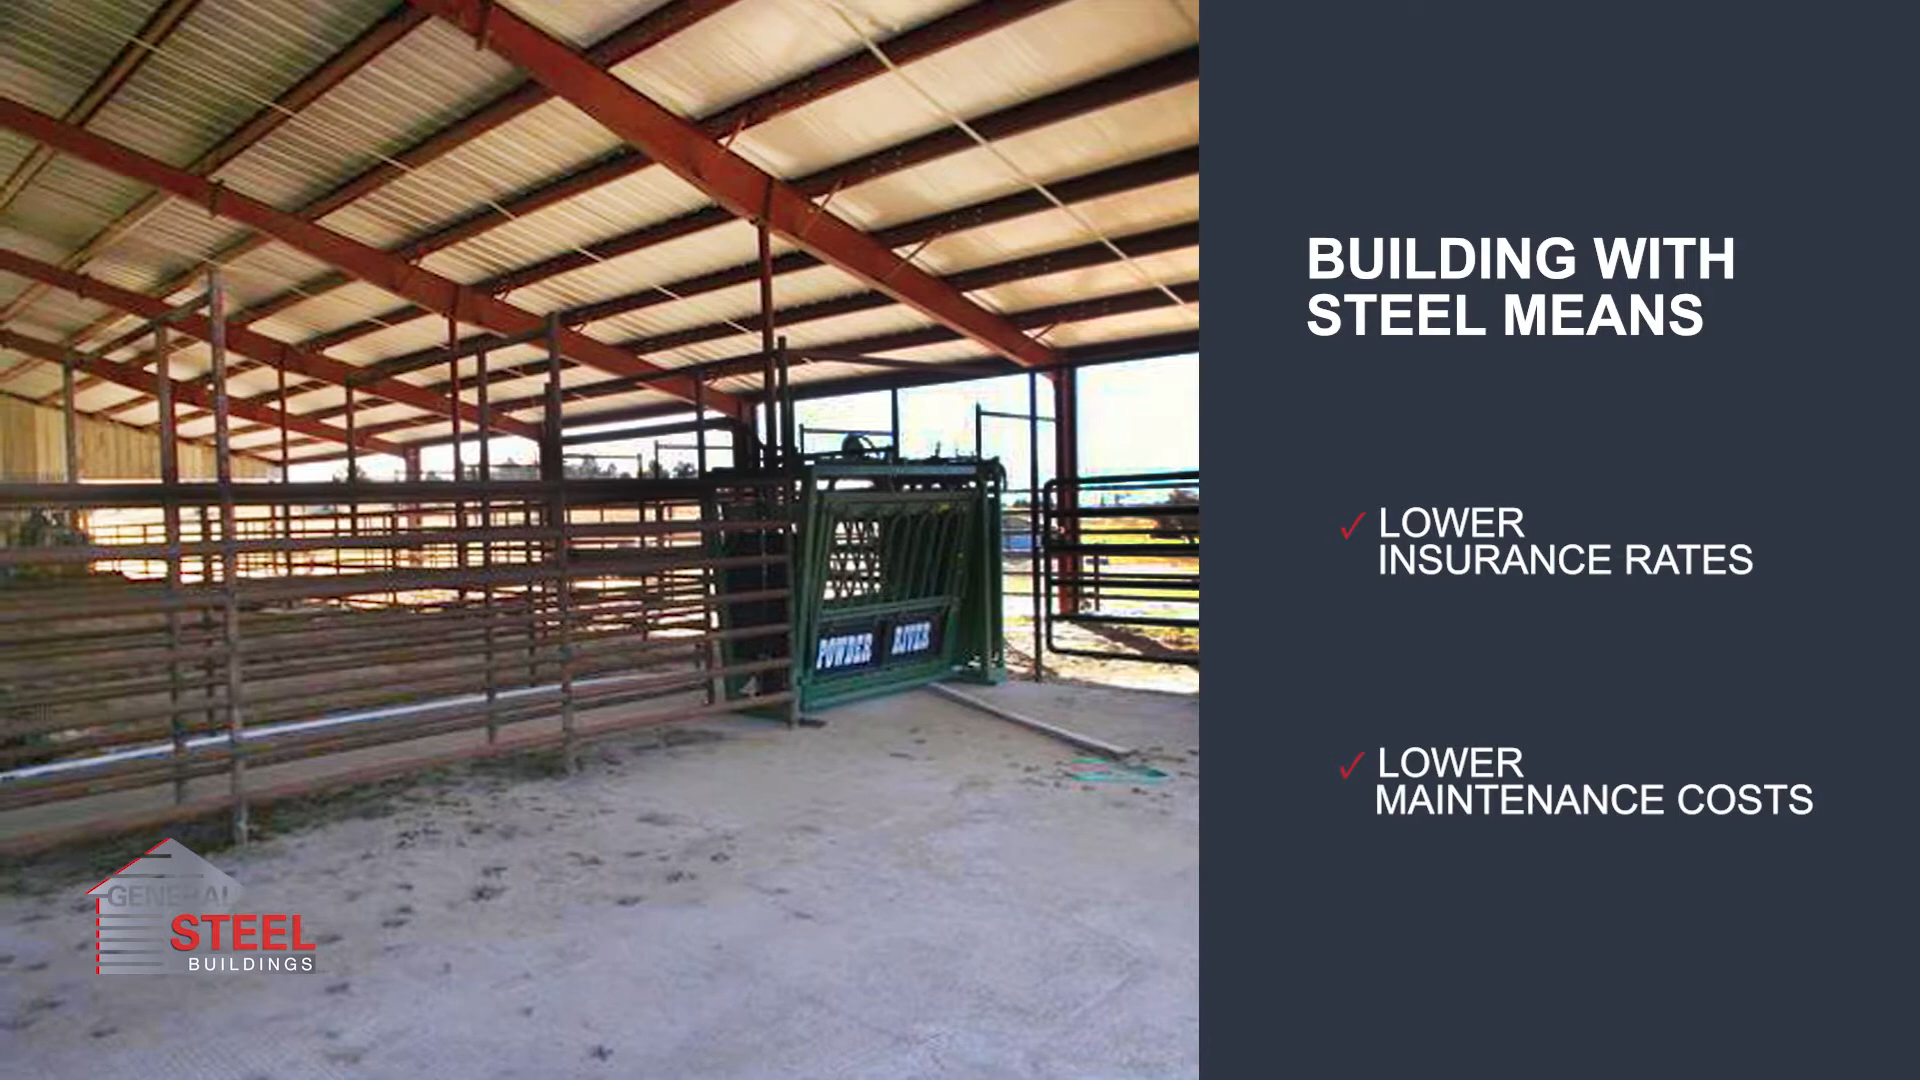 BUILDING WITH
STEEL MEANS
✓ LOWER
INSURANCE RATES
✓ LOWER
MAINTENANCE COSTS
POWDER RIVER
GENERAL
STEEL
BUILDINGS